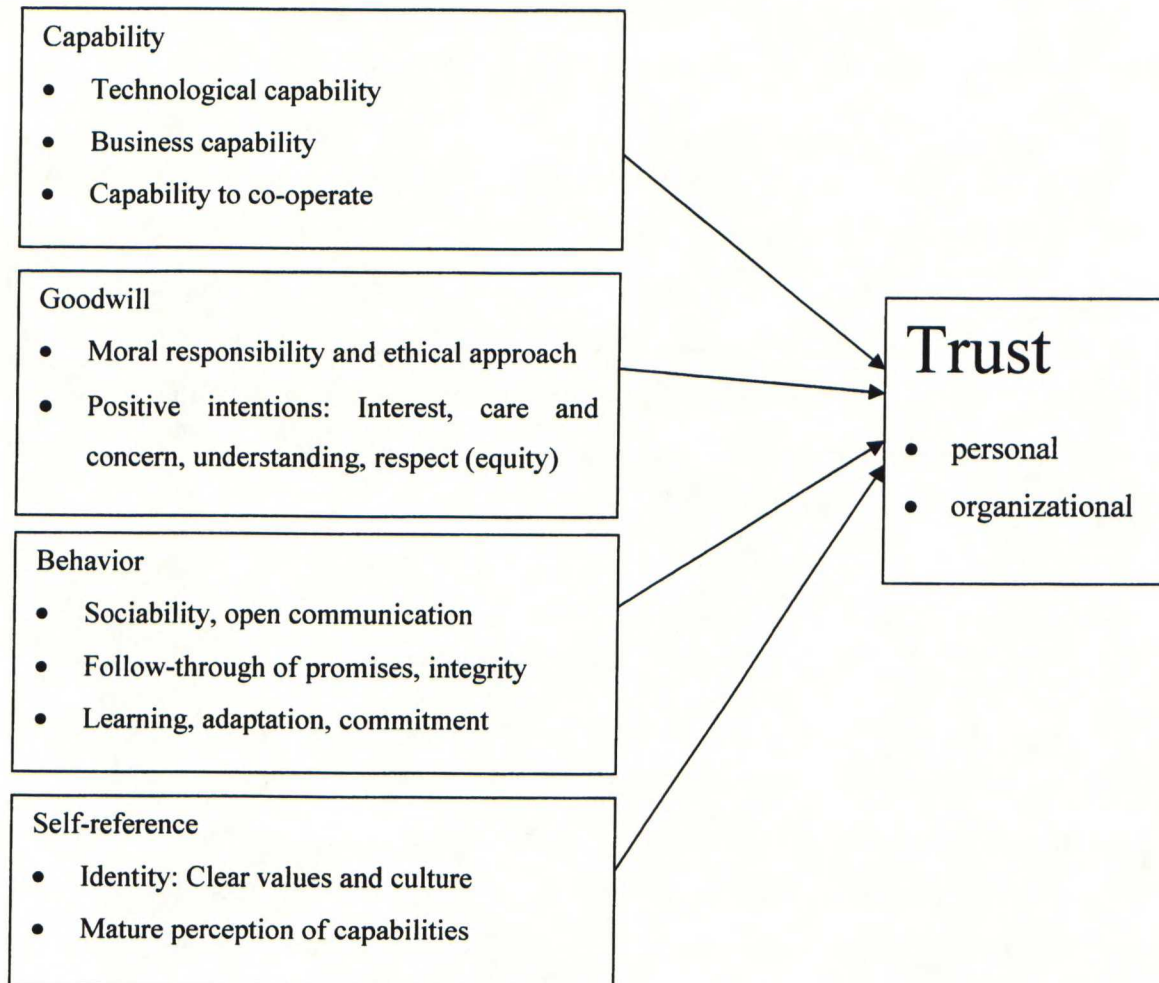 Capability
• Technological capability
• Business capability
• Capability to co-operate
Goodwill
• Moral responsibility and ethical approach
• Positive intentions: Interest, care and
concern, understanding, respect (equity)
Behavior
• Sociability, open communication
• Follow-through of promises, integrity
• Learning, adaptation, commitment
Self-reference
• Identity: Clear values and culture
• Mature perception of capabilities
Trust
• personal
• organizational